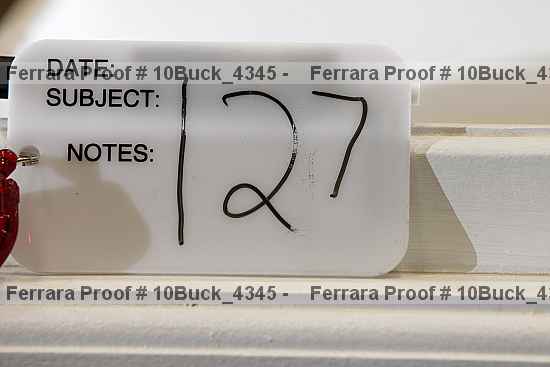 DATE:
Ferrara Proof # 10Buck_4345 - Ferrara Proof # 10Buck_4
SUBJECT:
127
NOTES:
Ferrara Proof # 10Buck_4345 - Ferrara Proof # 10Buck_4